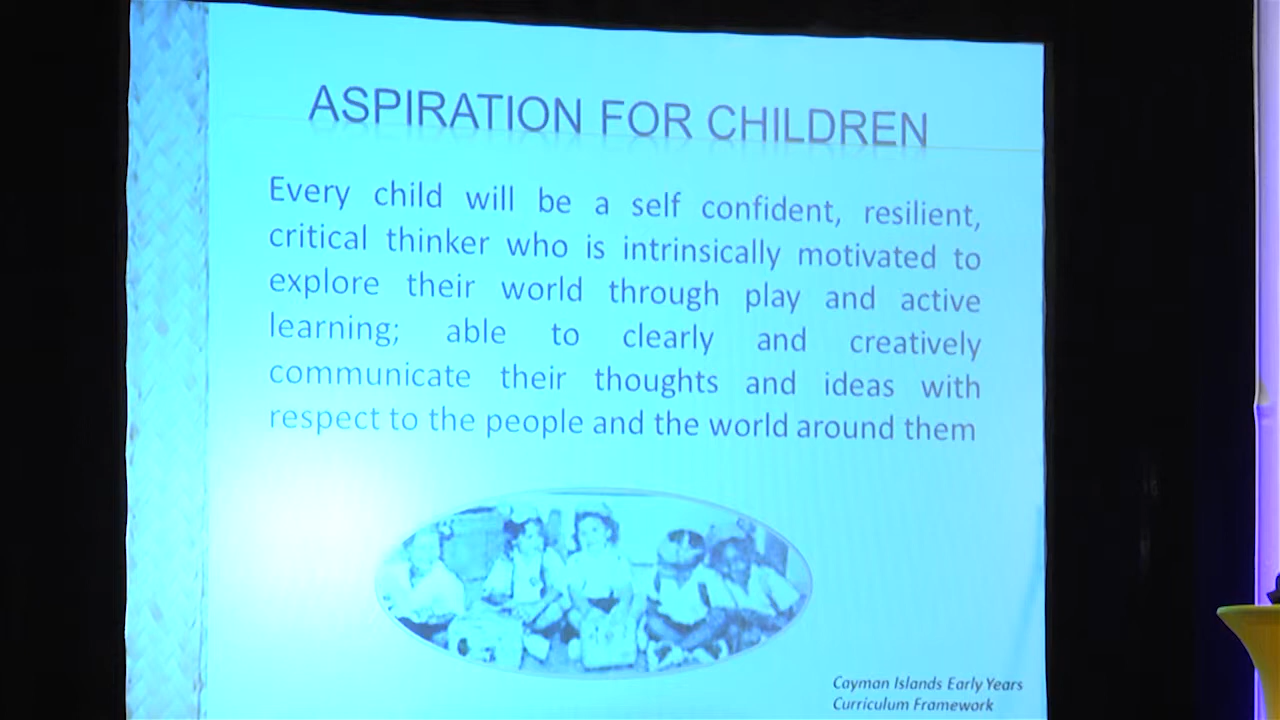 ASPIRATION FOR CHILDREN
Every child will be a self confident, resilient,
critical thinker who is intrinsically motivated to
explore their world through play and active
learning; able to clearly and creatively
communicate their thoughts and ideas with
respect to the people and the world around them
Cayman Islands Early Years
Curriculum Framework